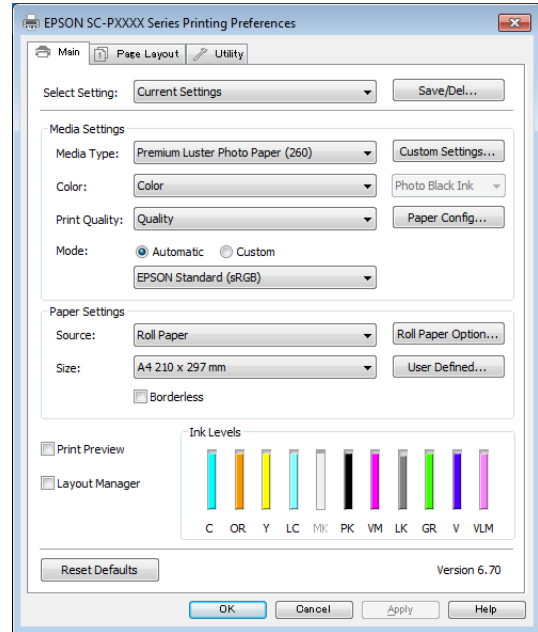 EPSON SC-PXXXX Series Printing Preferences
Main Page Layout Utility
Select Setting: Current Settings Save/Del...
Media Settings
Media Type: Premium Luster Photo Paper (260) Custom Settings...
Color: Color Photo Black Ink
Print Quality: Quality Paper Config...
Mode: Automatic Custom
EPSON Standard (sRGB)
Paper Settings
Source: Roll Paper Roll Paper Option...
Size: A4 210 x 297 mm User Defined...
Borderless
Ink Levels
Print Preview
Layout Manager
C OR Y LC MK PK VM LK GR V VLM
Reset Defaults Version 6.70
OK Cancel Apply Help